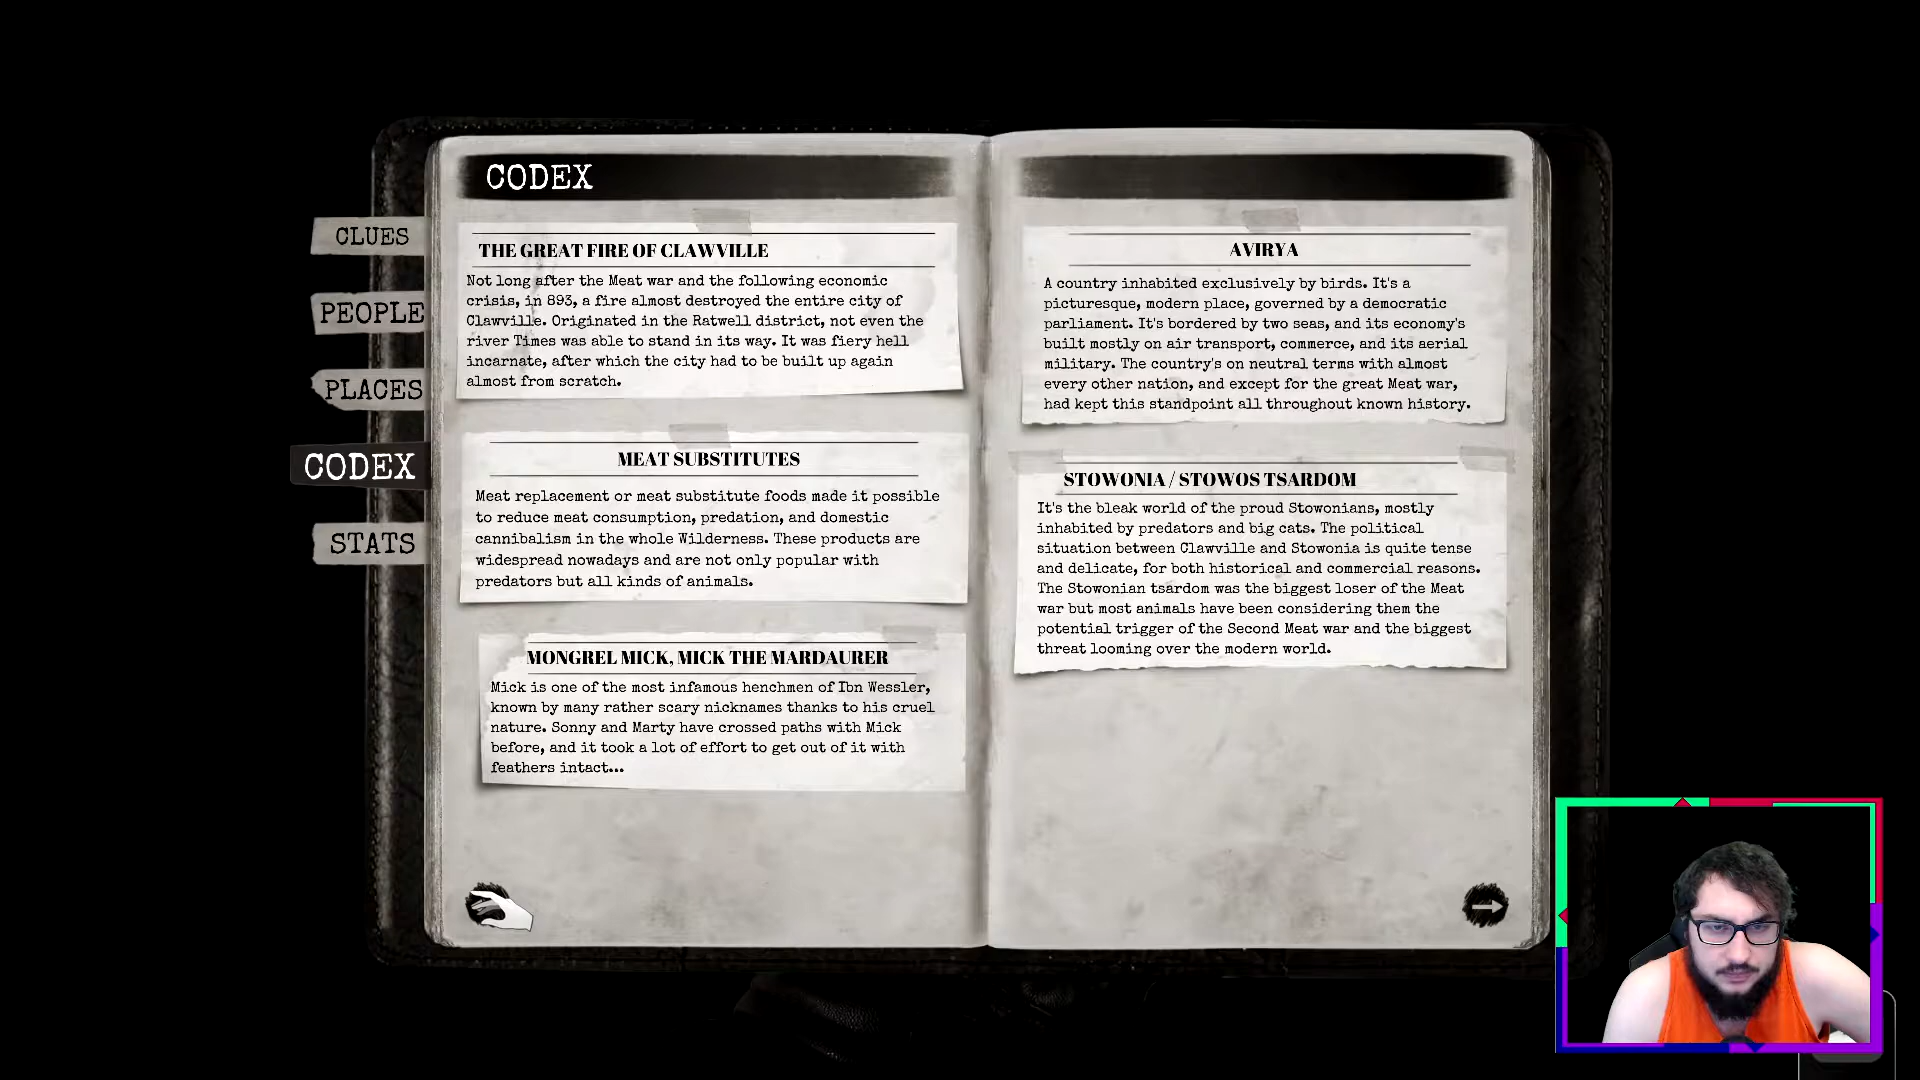 CODEX
CLUES
PEOPLE
PLACES
CODEX
STATS
THE GREAT FIRE OF CLAWVILLE
Not long after the Meat war and the following economic
crisis, in 893, a fire almost destroyed the entire city of
Clawville. Originated in the Ratwell district, not even the
river Times was able to stand in its way. It was fiery hell
incarnate, after which the city had to be built up again
almost from scratch.
MEAT SUBSTITUTES
Meat replacement or meat substitute foods made it possible
to reduce meat consumption, predation, and domestic
cannibalism in the whole Wilderness. These products are
widespread nowadays and are not only popular with
predators but all kinds of animals.
MONGREL MICK, MICK THE MARDAURER
Mick is one of the most infamous henchmen of Ibn Wessler,
known by many rather scary nicknames thanks to his cruel
nature. Sonny and Marty have crossed paths with Mick
before, and it took a lot of effort to get out of it with
feathers intact...
AVIRYA
A country inhabited exclusively by birds. It's a
picturesque, modern place, governed by a democratic
parliament. It's bordered by two seas, and its economy's
built mostly on air transport, commerce, and its aerial
military. The country's on neutral terms with almost
every other nation, and except for the great Meat war,
had kept this standpoint all throughout known history.
STOWONIA / STOWOS TSARDOM
It's the bleak world of the proud Stowonians, mostly
inhabited by predators and big cats. The political
situation between Clawville and Stowonia is quite tense
and delicate, for both historical and commercial reasons.
The Stowonian tsardom was the biggest loser of the Meat
war but most animals have been considering them the
potential trigger of the Second Meat war and the biggest
threat looming over the modern world.